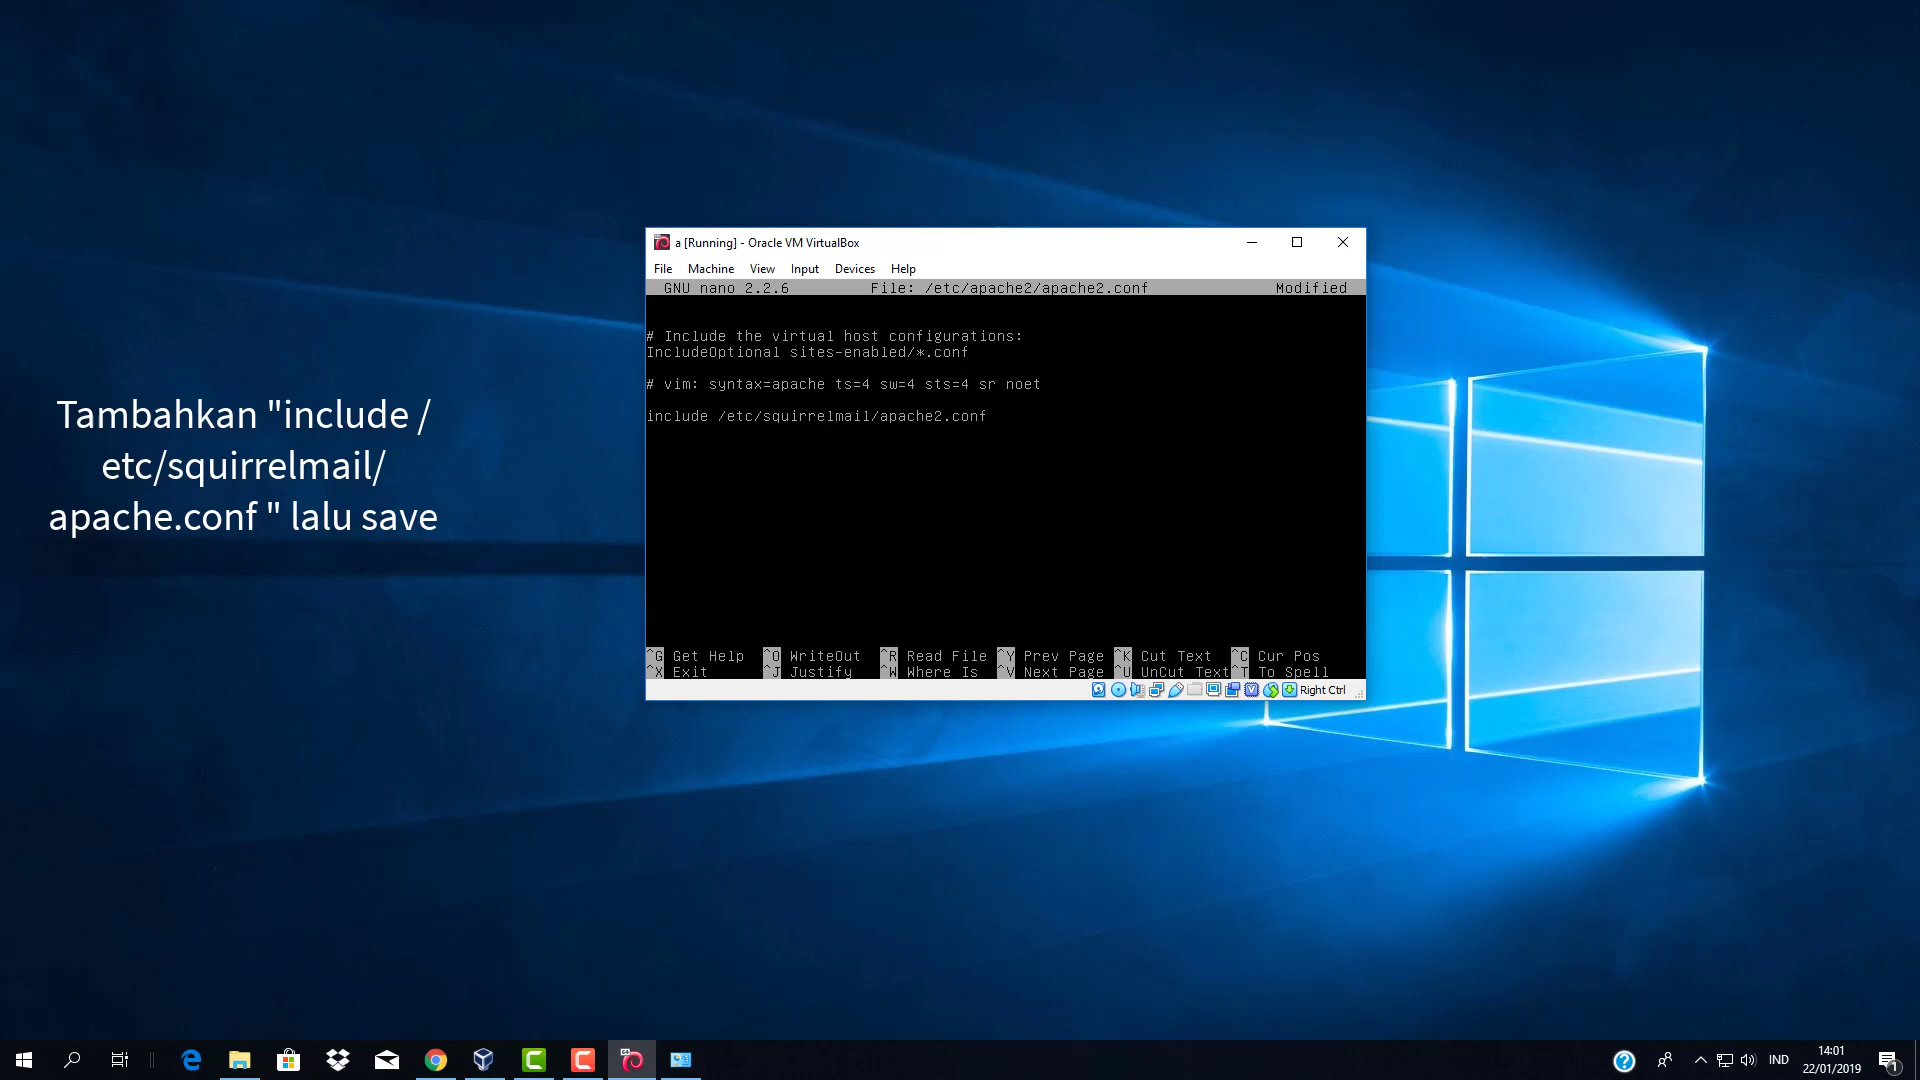 a [Running] - Oracle VM VirtualBox
File Machine View Input Devices Help
GNU nano 2.2.6 File: /etc/apache2/apache2.conf Modified
# Include the virtual host configurations:
IncludeOptional sites-enabled/*.conf
# vim: syntax=apache ts=4 sw=4 sts=4 sr noet
include /etc/squirrelmail/apache2.conf
Tambahkan "include /
etc/squirrelmail/
apache.conf " lalu save
^G Get Help ^O WriteOut ^R Read File ^Y Prev Page ^K Cut Text ^C Cur Pos
^X Exit ^J Justify ^W Where Is ^V Next Page ^U UnCut Text ^T To Spell
Right Ctrl
IND
14:01
22/01/2019
1